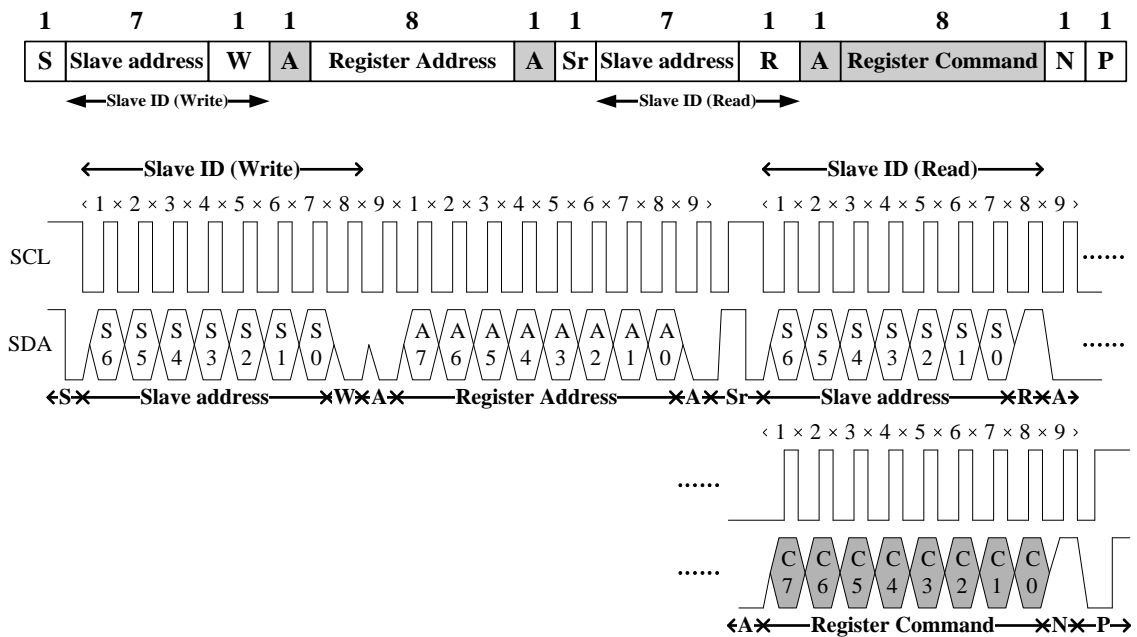 1 7 1 1 8 1 1 7 1 1 8 1 1
S Slave address W A Register Address A Sr Slave address R A Register Command N P
Slave ID (Write) Slave ID (Read)
Slave ID (Write) Slave ID (Read)
‹ 1 × 2 × 3 × 4 × 5 × 6 × 7 × 8 × 9 × 1 × 2 × 3 × 4 × 5 × 6 × 7 × 8 × 9 › ‹ 1 × 2 × 3 × 4 × 5 × 6 × 7 × 8 × 9 ›
SCL ......
SDA S6 S5 S4 S3 S2 S1 S0 A7 A6 A5 A4 A3 A2 A1 A0 S6 S5 S4 S3 S2 S1 S0 ......
S Slave address W A Register Address A Sr Slave address R A
‹ 1 × 2 × 3 × 4 × 5 × 6 × 7 × 8 × 9 ›
......
...... C7 C6 C5 C4 C3 C2 C1 C0
A Register Command N P